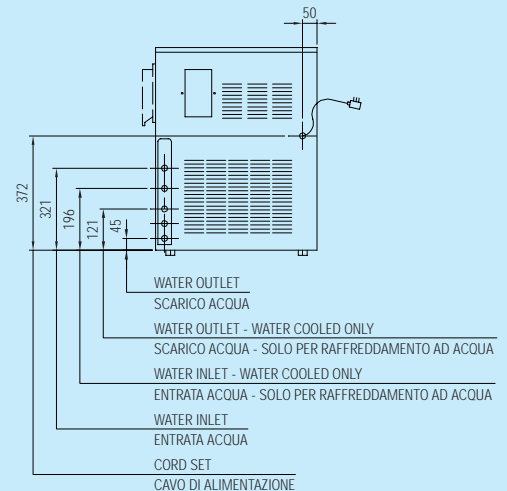 50
372
321
196
121
45
WATER OUTLET
SCARICO ACQUA
WATER OUTLET - WATER COOLED ONLY
SCARICO ACQUA - SOLO PER RAFFREDDAMENTO AD ACQUA
WATER INLET - WATER COOLED ONLY
ENTRATA ACQUA - SOLO PER RAFFREDDAMENTO AD ACQUA
WATER INLET
ENTRATA ACQUA
CORD SET
CAVO DI ALIMENTAZIONE